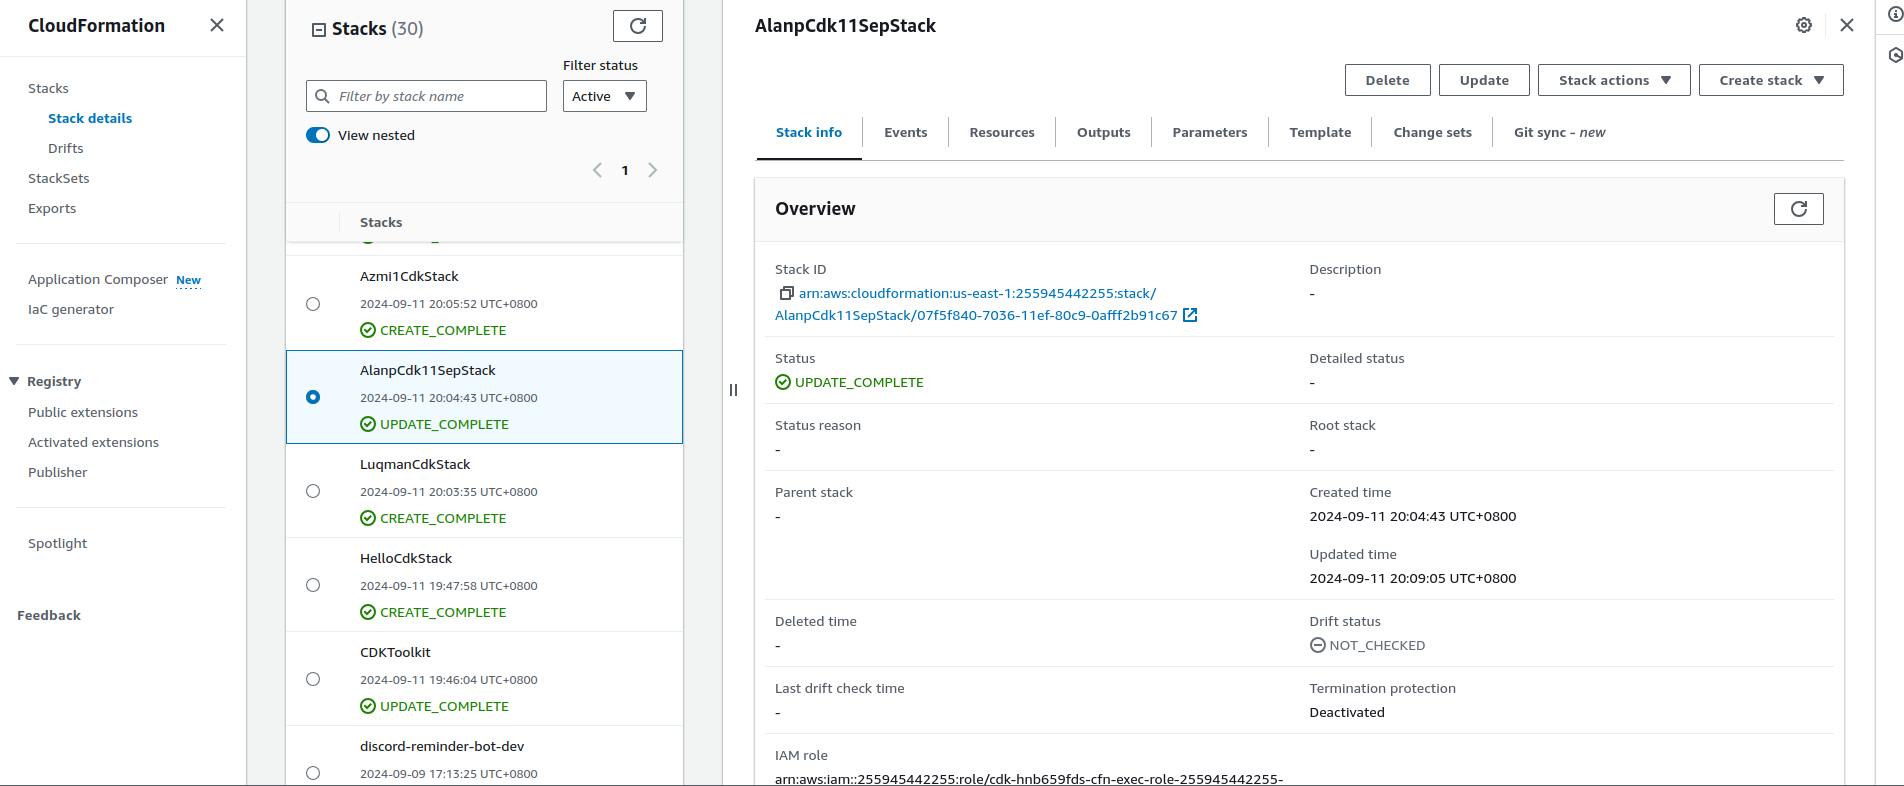 CloudFormation
Stacks
Stack details
Drifts
StackSets
Exports
Application Composer New
IaC generator
Registry
Public extensions
Activated extensions
Publisher
Spotlight
Feedback
Stacks (30)
Filter status
Filter by stack name
Active
View nested
1
Stacks
Azmi1CdkStack
2024-09-11 20:05:52 UTC+0800
CREATE_COMPLETE
AlanpCdk11SepStack
2024-09-11 20:04:43 UTC+0800
UPDATE_COMPLETE
LuqmanCdkStack
2024-09-11 20:03:35 UTC+0800
CREATE_COMPLETE
HelloCdkStack
2024-09-11 19:47:58 UTC+0800
CREATE_COMPLETE
CDKToolkit
2024-09-11 19:46:04 UTC+0800
UPDATE_COMPLETE
discord-reminder-bot-dev
2024-09-09 17:13:25 UTC+0800
AlanpCdk11SepStack
Delete
Update
Stack actions
Create stack
Stack info
Events
Resources
Outputs
Parameters
Template
Change sets
Git sync - new
Overview
Stack ID
arn:aws:cloudformation:us-east-1:255945442255:stack/
AlanpCdk11SepStack/07f5f840-7036-11ef-80c9-0afff2b91c67
Description
-
Status
UPDATE_COMPLETE
Detailed status
-
Status reason
-
Root stack
-
Parent stack
-
Created time
2024-09-11 20:04:43 UTC+0800
Updated time
2024-09-11 20:09:05 UTC+0800
Deleted time
-
Drift status
NOT_CHECKED
Last drift check time
-
Termination protection
Deactivated
IAM role
arn:aws:iam::255945442255:role/cdk-hnb659fds-cfn-exec-role-255945442255-